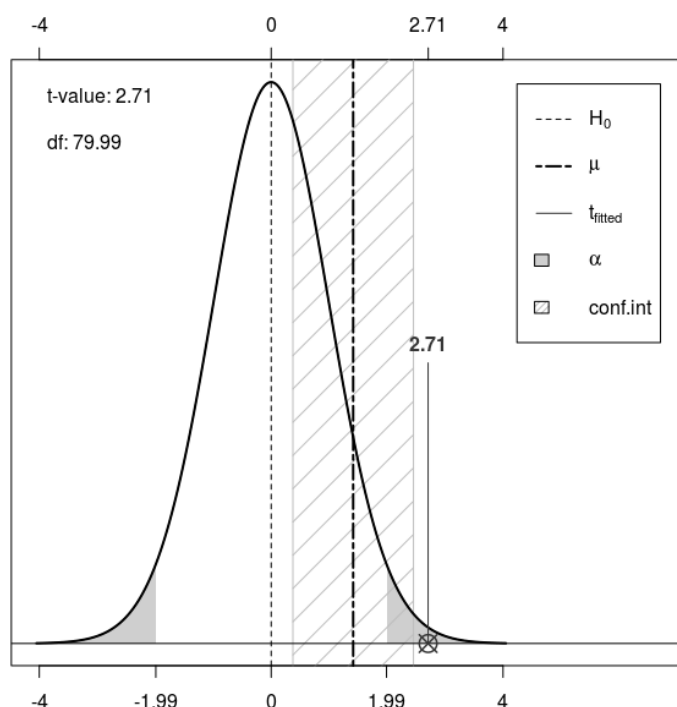 -4 0 2.71 4
t-value: 2.71
df: 79.99
H0
μ
tfitted
α
conf.int
2.71
-4 -1.99 0 1.99 4